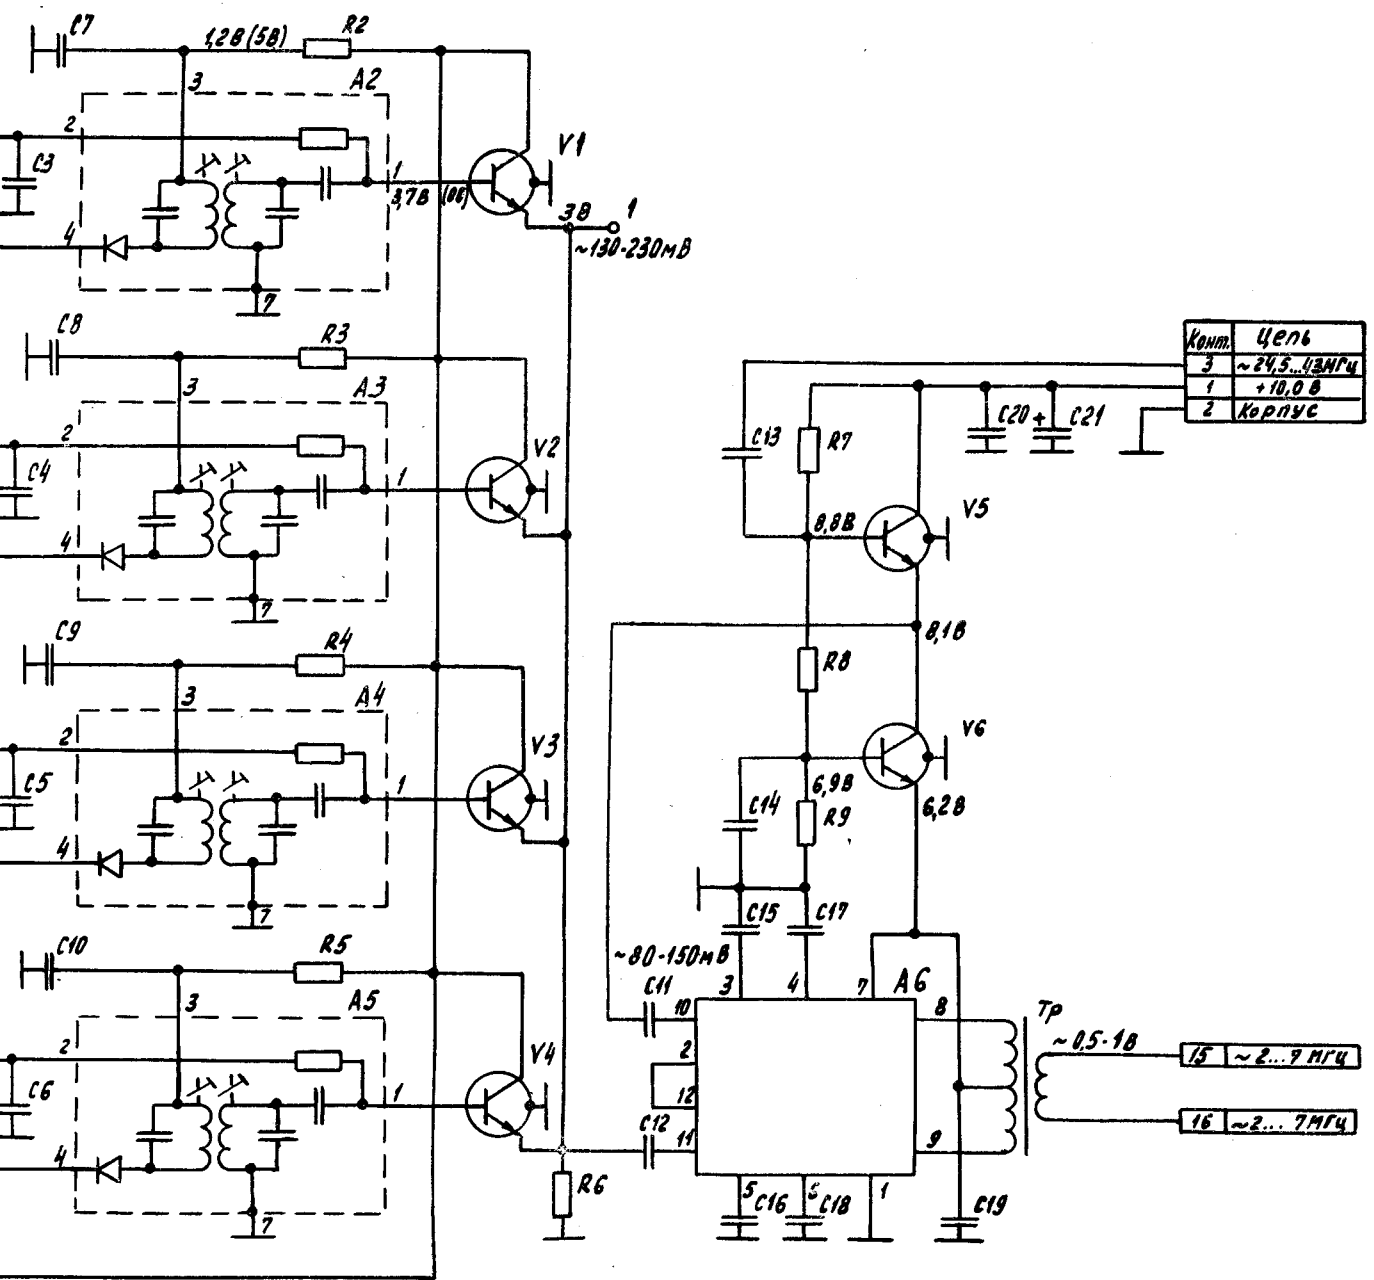 C7
1,2В (5В)
R2
3
A2
2
C3
1
V1
3,7В (0В)
4
3В
1
~130-230мВ
7
C8
R3
3
A3
2
C4
1
V2
4
7
C9
R4
3
A4
2
C5
1
V3
4
7
C10
R5
3
A5
2
C6
1
V4
4
7
R6
Конт. Цепь
3 ~24,5...43МГц
1 +10,0 В
2 Корпус
C20 + C21
C13
R7
8,8В
V5
8,1В
R8
V6
6,9В
6,2В
C14
R9
C15
C17
~80-150мВ
3
4
7
A6
C11
10
8
Тр
~0,5-1В
2
15 ~2...7 МГЦ
12
C12
11
9
16 ~2...7МГЦ
5
C16
6
C18
1
C19